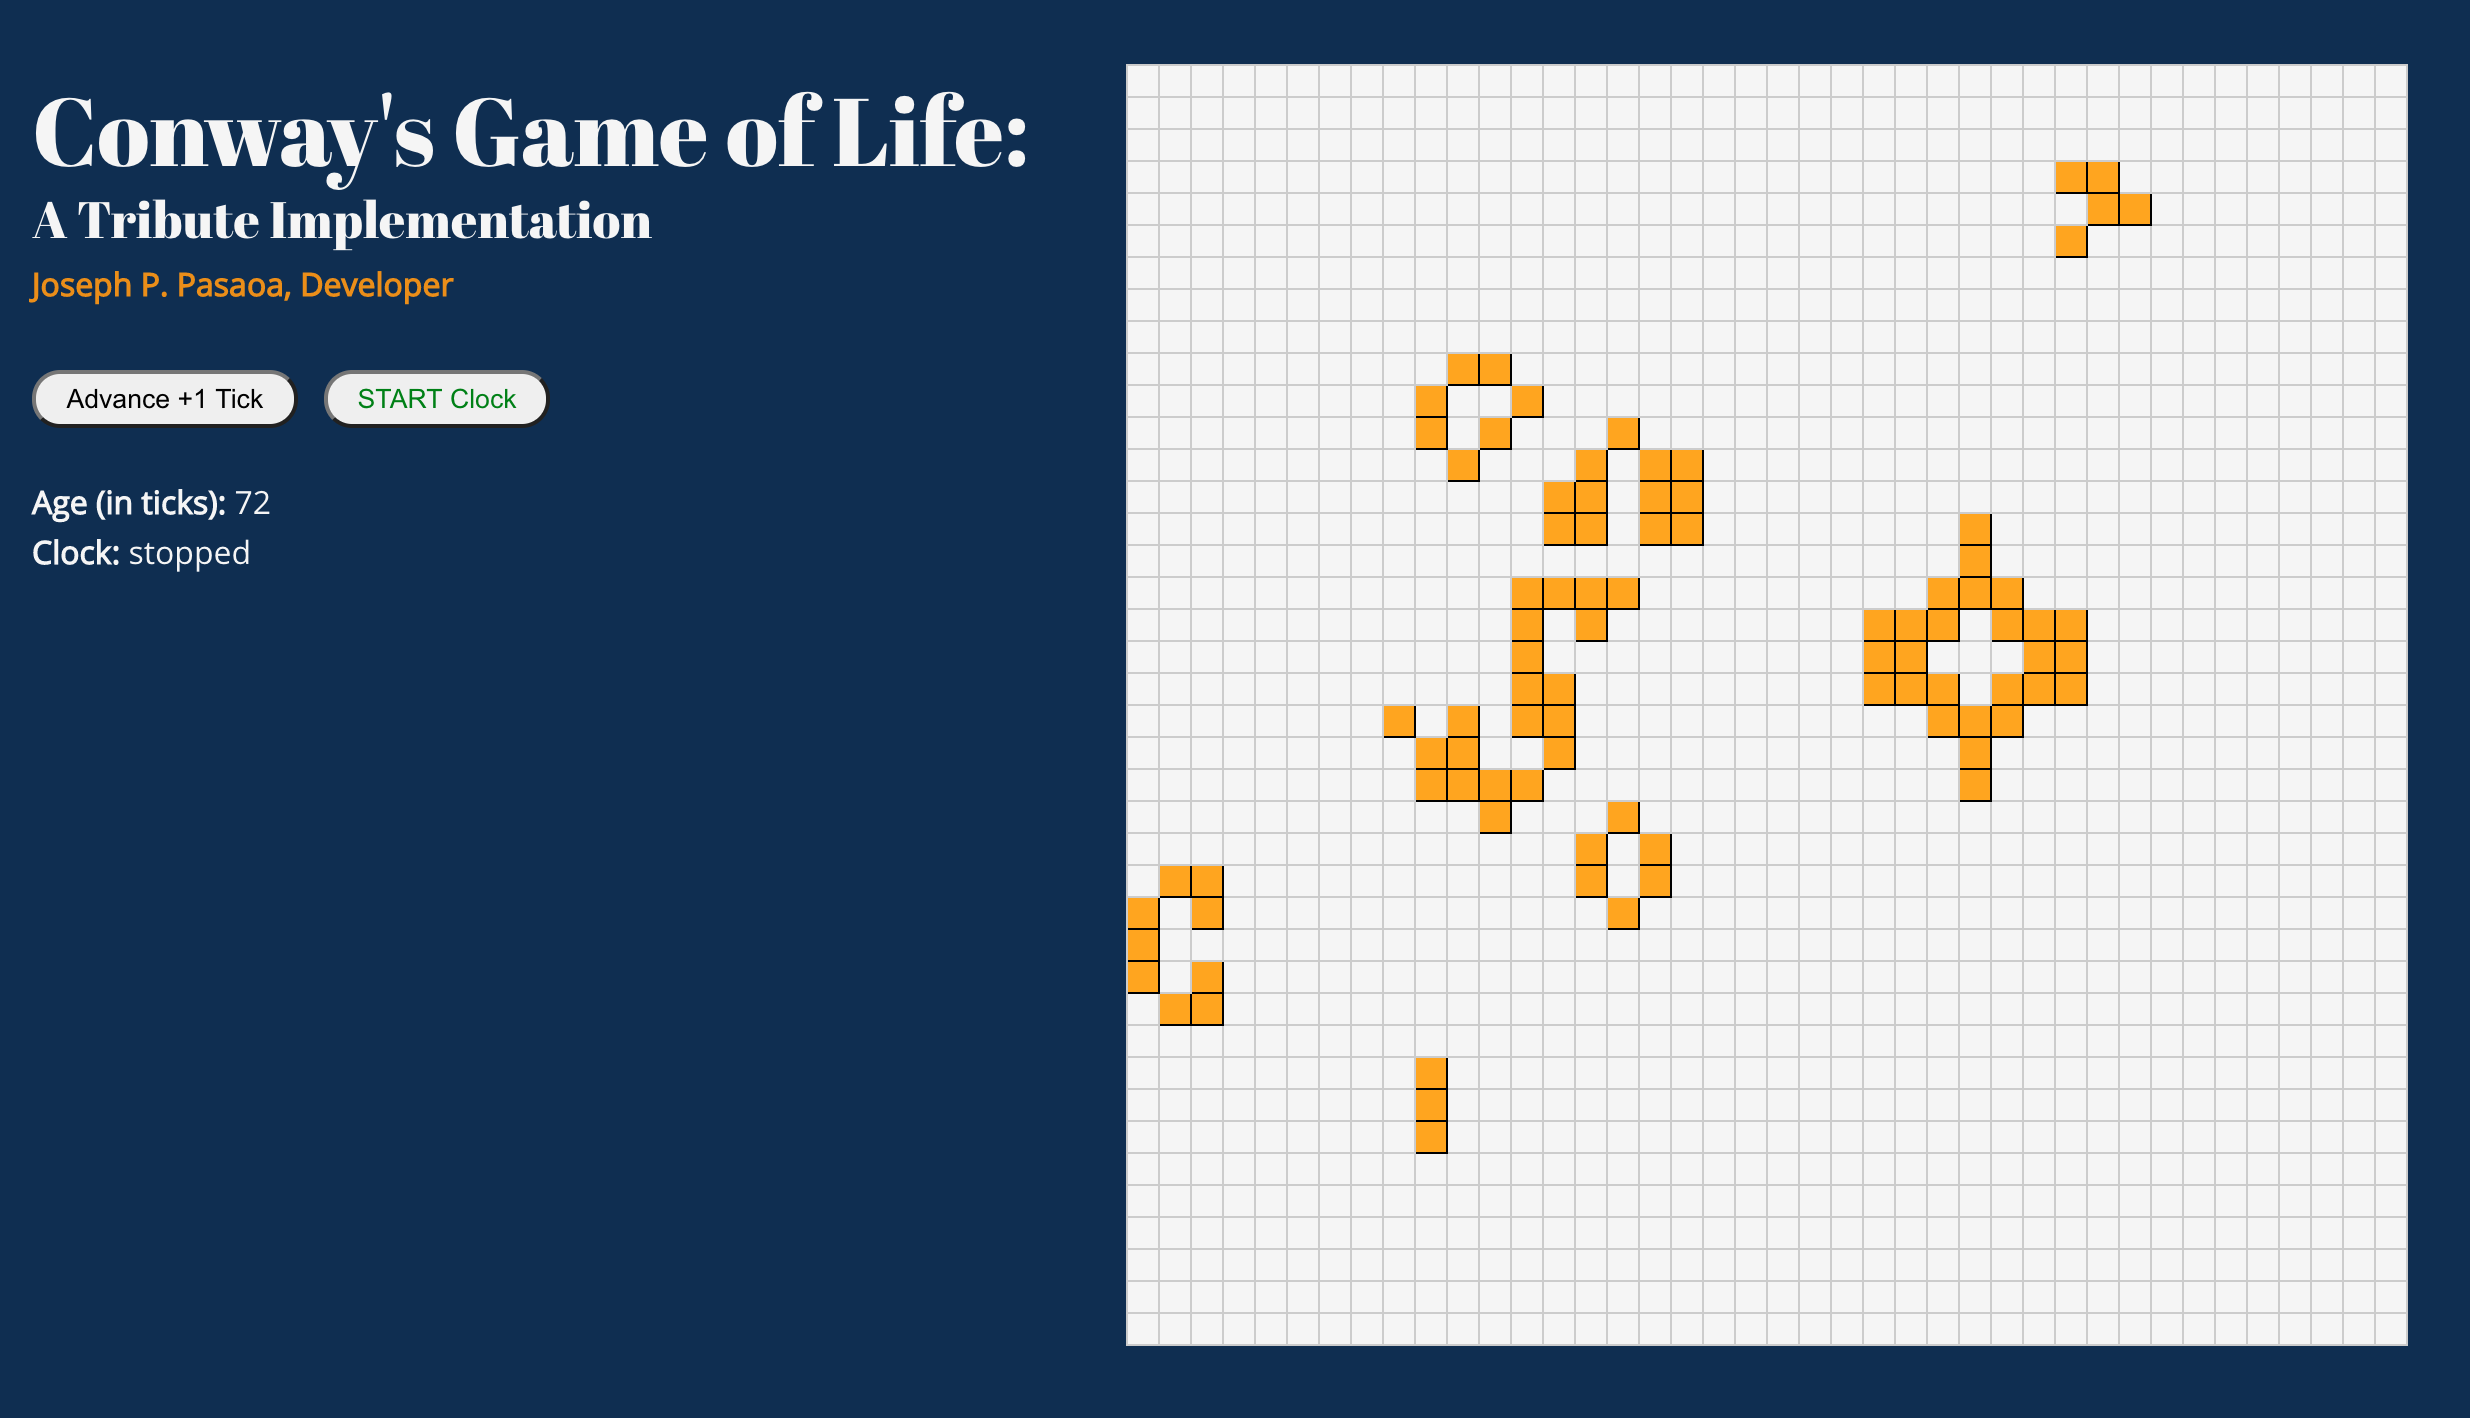 Conway's Game of Life:
A Tribute Implementation
Joseph P. Pasaoa, Developer
Advance +1 Tick
START Clock
Age (in ticks): 72
Clock: stopped